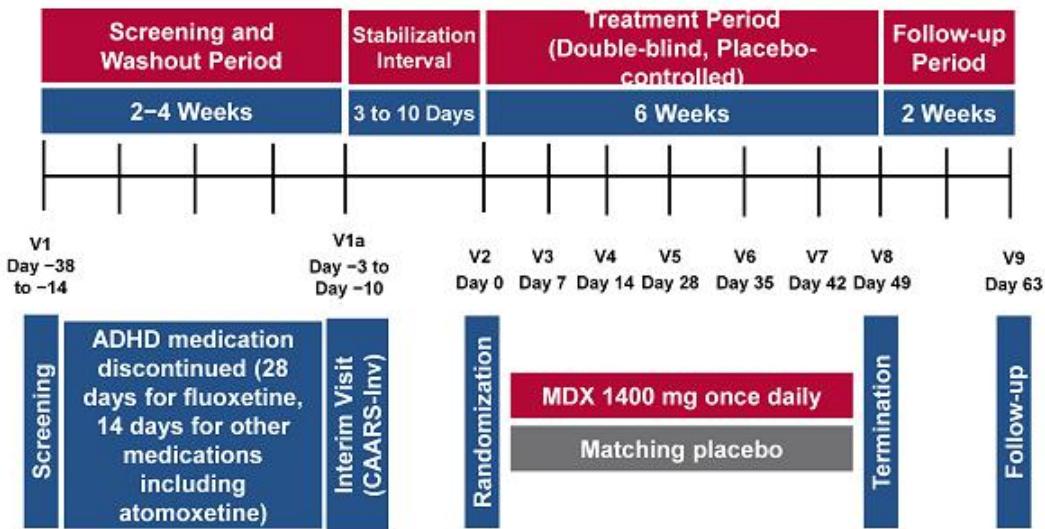 Screening and
Washout Period
Stabilization
Interval
Treatment Period
(Double-blind, Placebo-
controlled)
Follow-up
Period
2–4 Weeks
3 to 10 Days
6 Weeks
2 Weeks
V1
Day −38
to −14
V1a
Day −3 to
Day −10
V2
Day 0
V3
Day 7
V4
Day 14
V5
Day 28
V6
Day 35
V7
Day 42
V8
Day 49
V9
Day 63
Screening
ADHD medication
discontinued (28
days for fluoxetine,
14 days for other
medications
including
atomoxetine)
Interim Visit
(CAARS-Inv)
Randomization
MDX 1400 mg once daily
Matching placebo
Termination
Follow-up